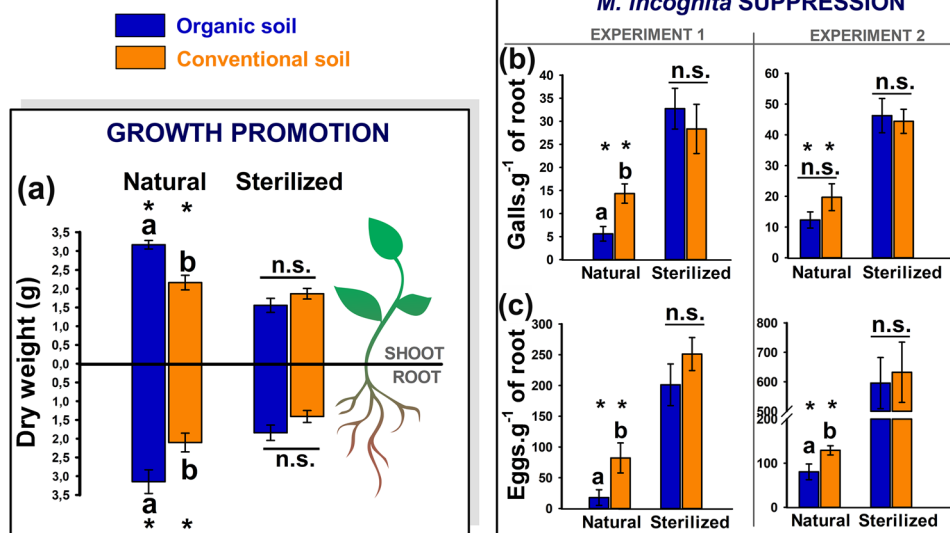 Organic soil
Conventional soil
GROWTH PROMOTION
(a)
Natural Sterilized
* *
a
b
n.s.
Dry weight (g)
3,5
3,0
2,5
2,0
1,5
1,0
0,5
0,0
0,5
1,0
1,5
2,0
2,5
3,0
3,5
SHOOT
ROOT
b
n.s.
a
* *
M. incognita SUPPRESSION
EXPERIMENT 1
EXPERIMENT 2
(b)
Galls.g-1 of root
40
35
30
25
20
15
10
5
0
* *
a
b
n.s.
Natural Sterilized
60
50
40
30
20
10
0
* *
n.s.
n.s.
Natural Sterilized
(c)
Eggs.g-1 of root
300
250
200
150
100
50
0
* *
a
b
n.s.
Natural Sterilized
800
700
600
500
200
100
0
* *
a
b
n.s.
Natural Sterilized